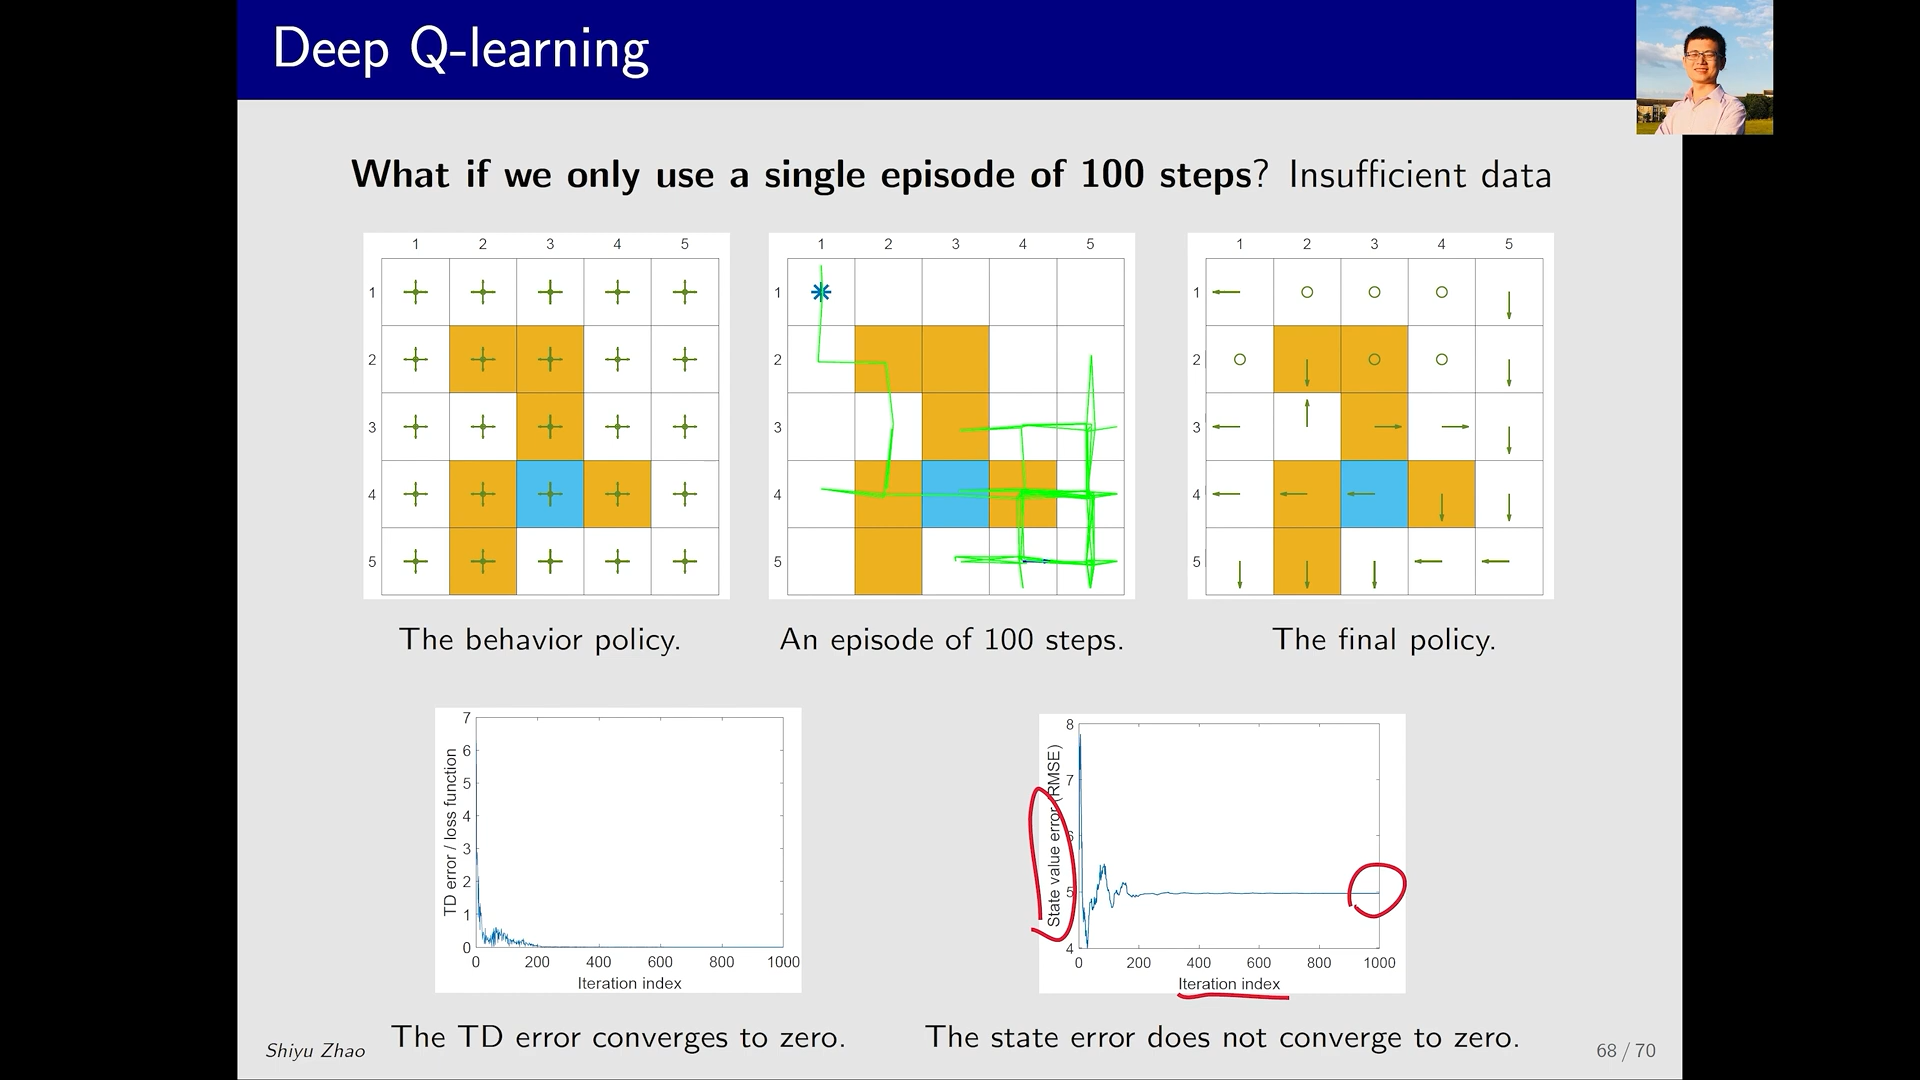 Deep Q-learning
What if we only use a single episode of 100 steps? Insufficient data
1 2 3 4 5
1
2
3
4
5
1 2 3 4 5
1
2
3
4
5
1 2 3 4 5
1
2
3
4
5
The behavior policy.
An episode of 100 steps.
The final policy.
TD error / loss function
7
6
5
4
3
2
1
0
0 200 400 600 800 1000
Iteration index
State value error (RMSE)
8
7
6
5
4
0 200 400 600 800 1000
Iteration index
The TD error converges to zero.
The state error does not converge to zero.
Shiyu Zhao
68 / 70